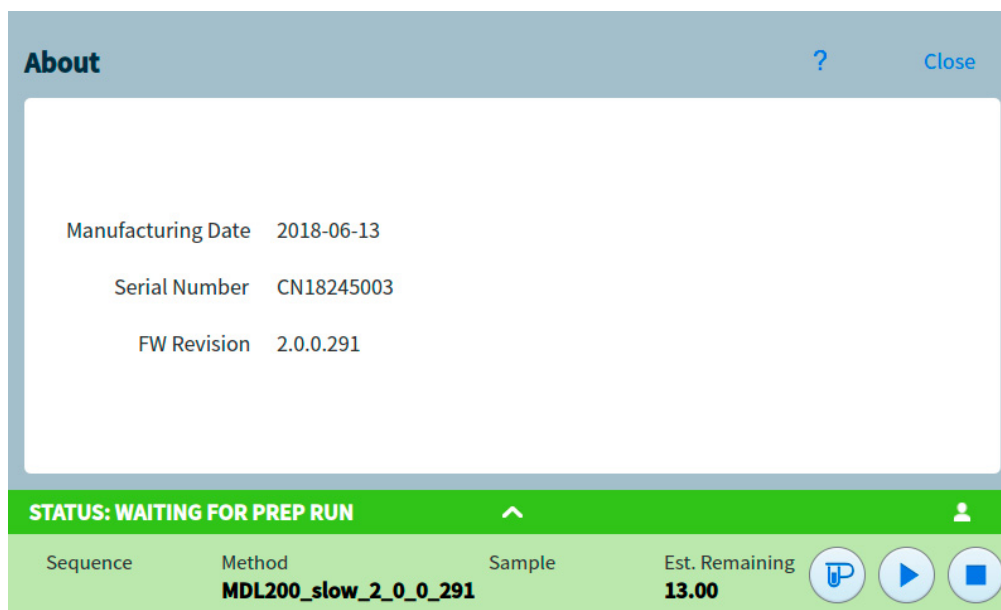 About ? Close
Manufacturing Date 2018-06-13
Serial Number CN18245003
FW Revision 2.0.0.291
STATUS: WAITING FOR PREP RUN
Sequence Method Sample Est. Remaining
MDL200_slow_2_0_0_291 13.00